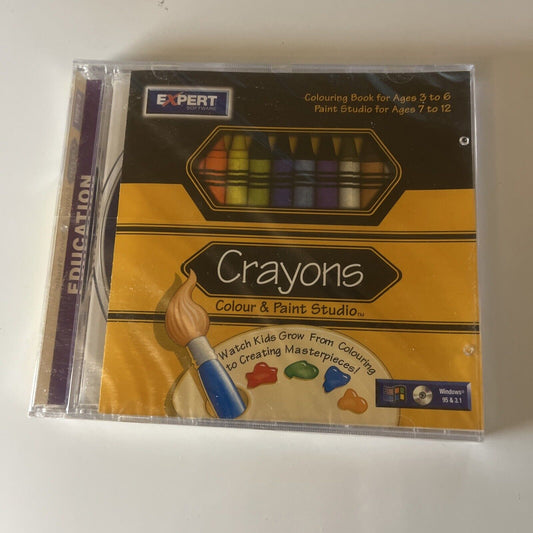 EXPERT
SOFTWARE
Colouring Book for Ages 3 to 6
Paint Studio for Ages 7 to 12
EDUCATION
Crayons
Colour & Paint Studio™
Watch Kids Grow From Colouring
to Creating Masterpieces!
Windows®
95 & 3.1